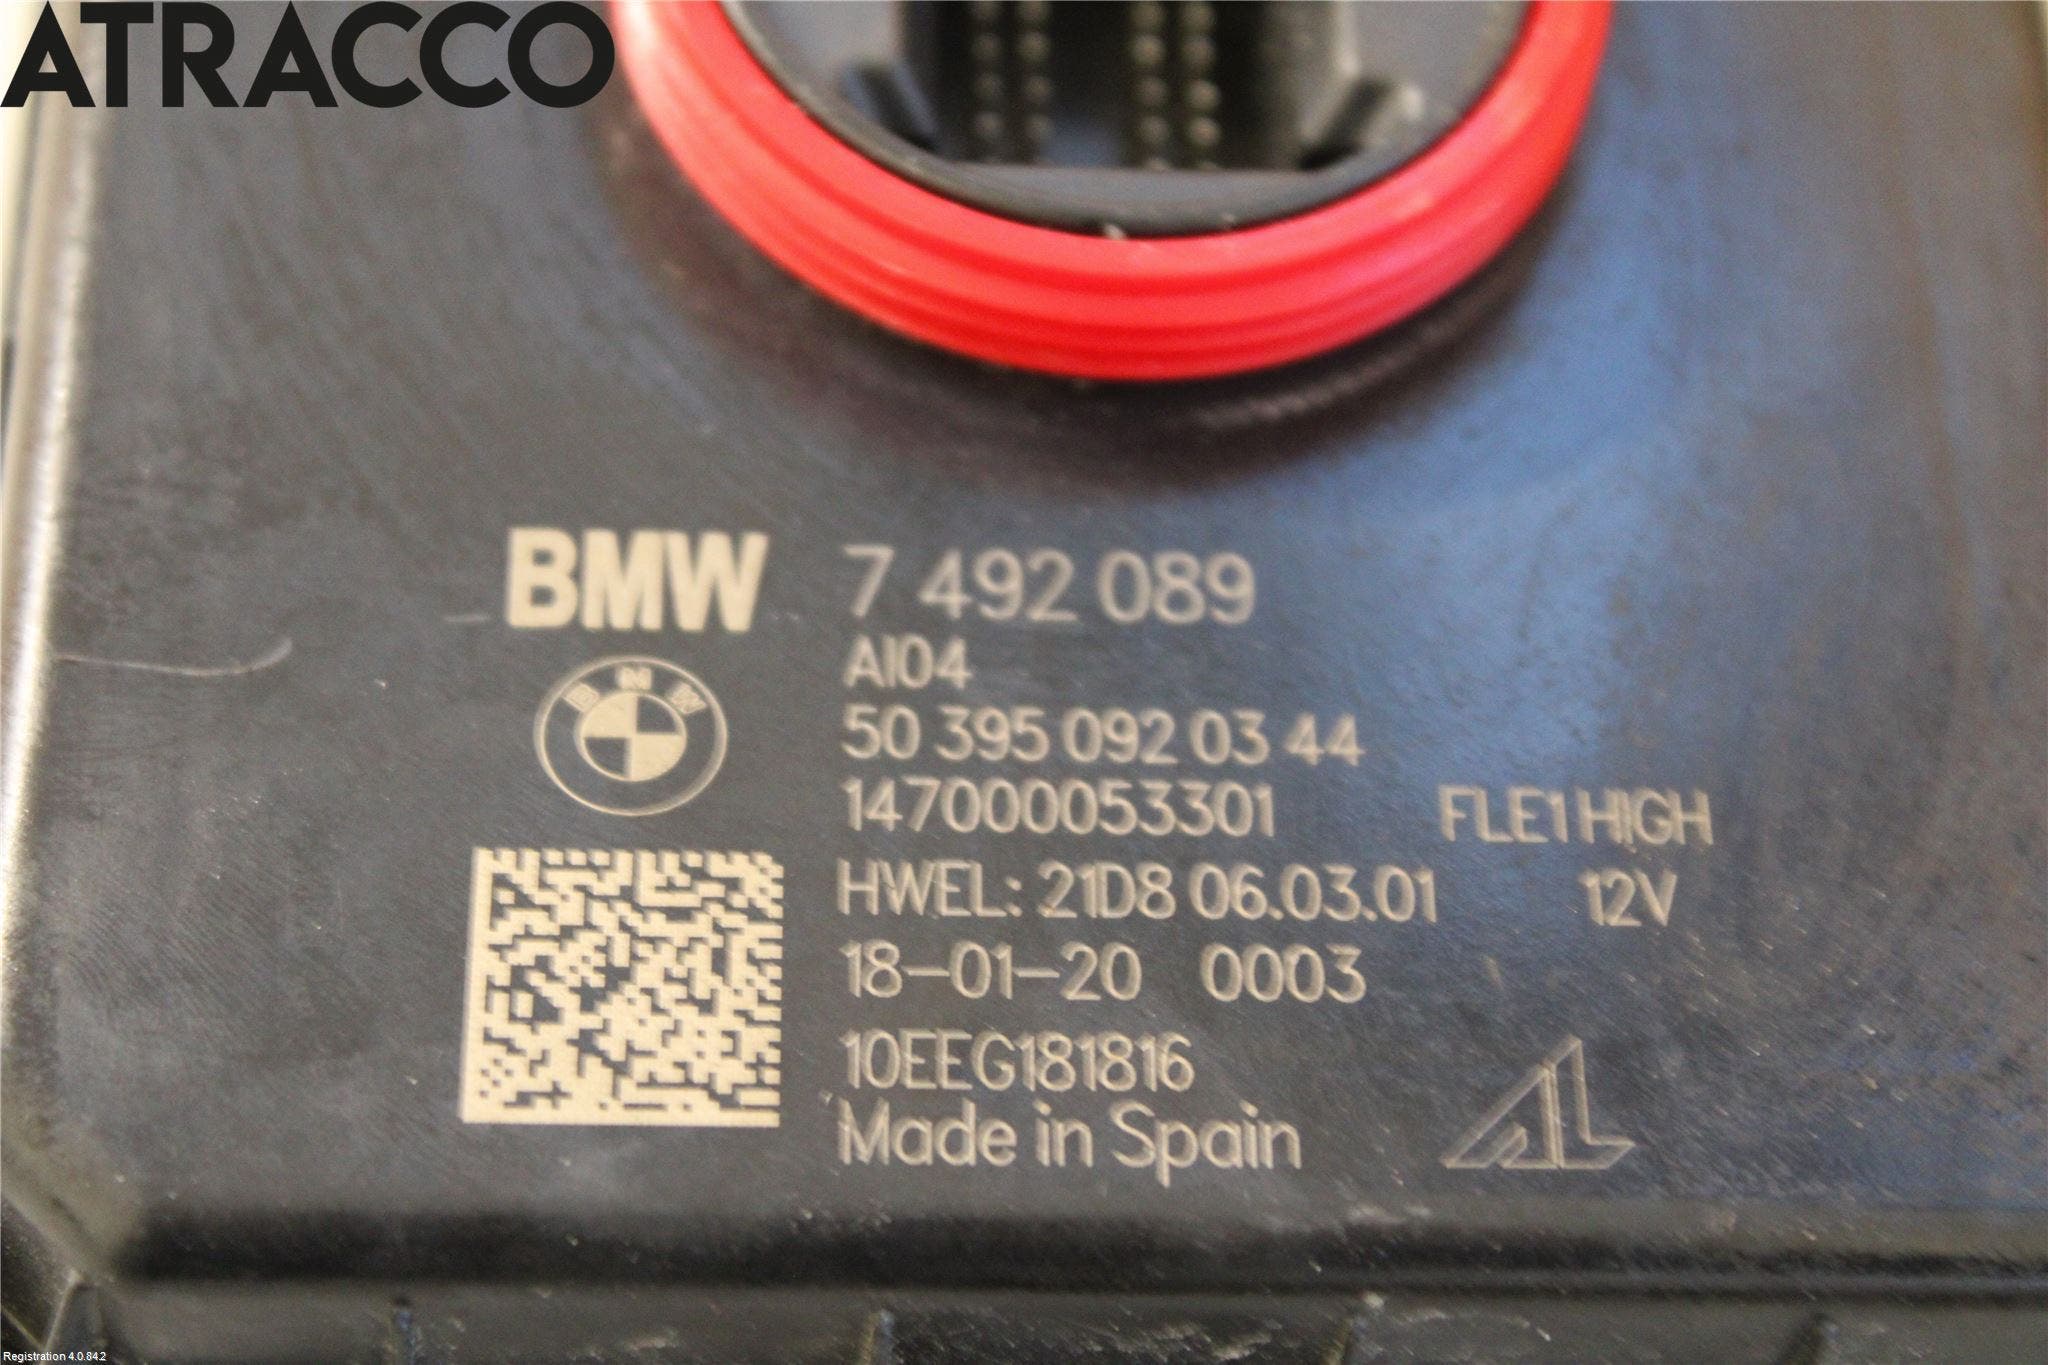 ATRACCO
BMW 7 492 089
AI04
B M W
50 395 092 03 44
147000053301 FLE1 HIGH
HWEL: 21D8 06.03.01 12V
18-01-20 0003
10EEG181816
Made in Spain
AL
Registration 4.0.84.2